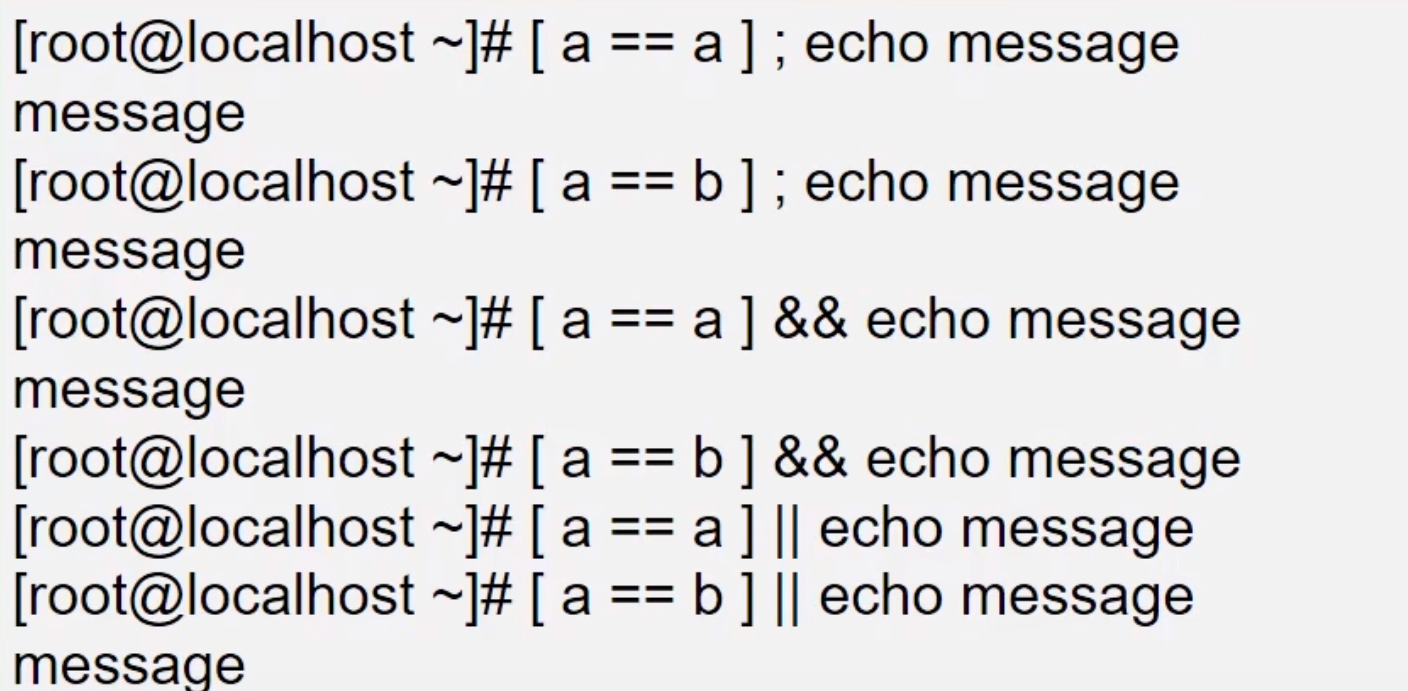 [root@localhost ~]# [ a == a ] ; echo message
message
[root@localhost ~]# [ a == b ] ; echo message
message
[root@localhost ~]# [ a == a ] && echo message
message
[root@localhost ~]# [ a == b ] && echo message
[root@localhost ~]# [ a == a ] || echo message
[root@localhost ~]# [ a == b ] || echo message
message